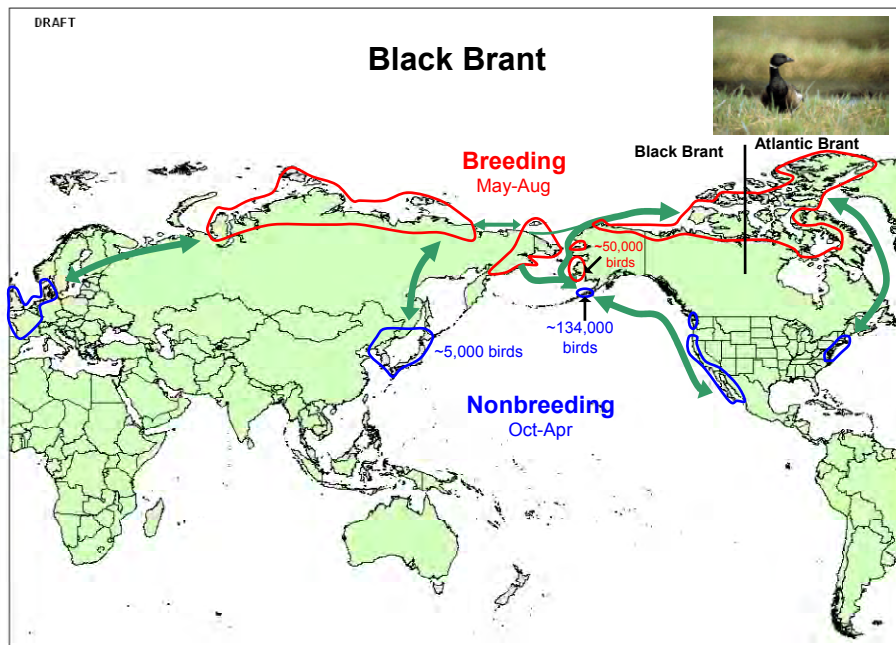 DRAFT
Black Brant
Black Brant
Atlantic Brant
Breeding
May-Aug
~50,000
birds
~134,000
birds
~5,000 birds
Nonbreeding
Oct-Apr